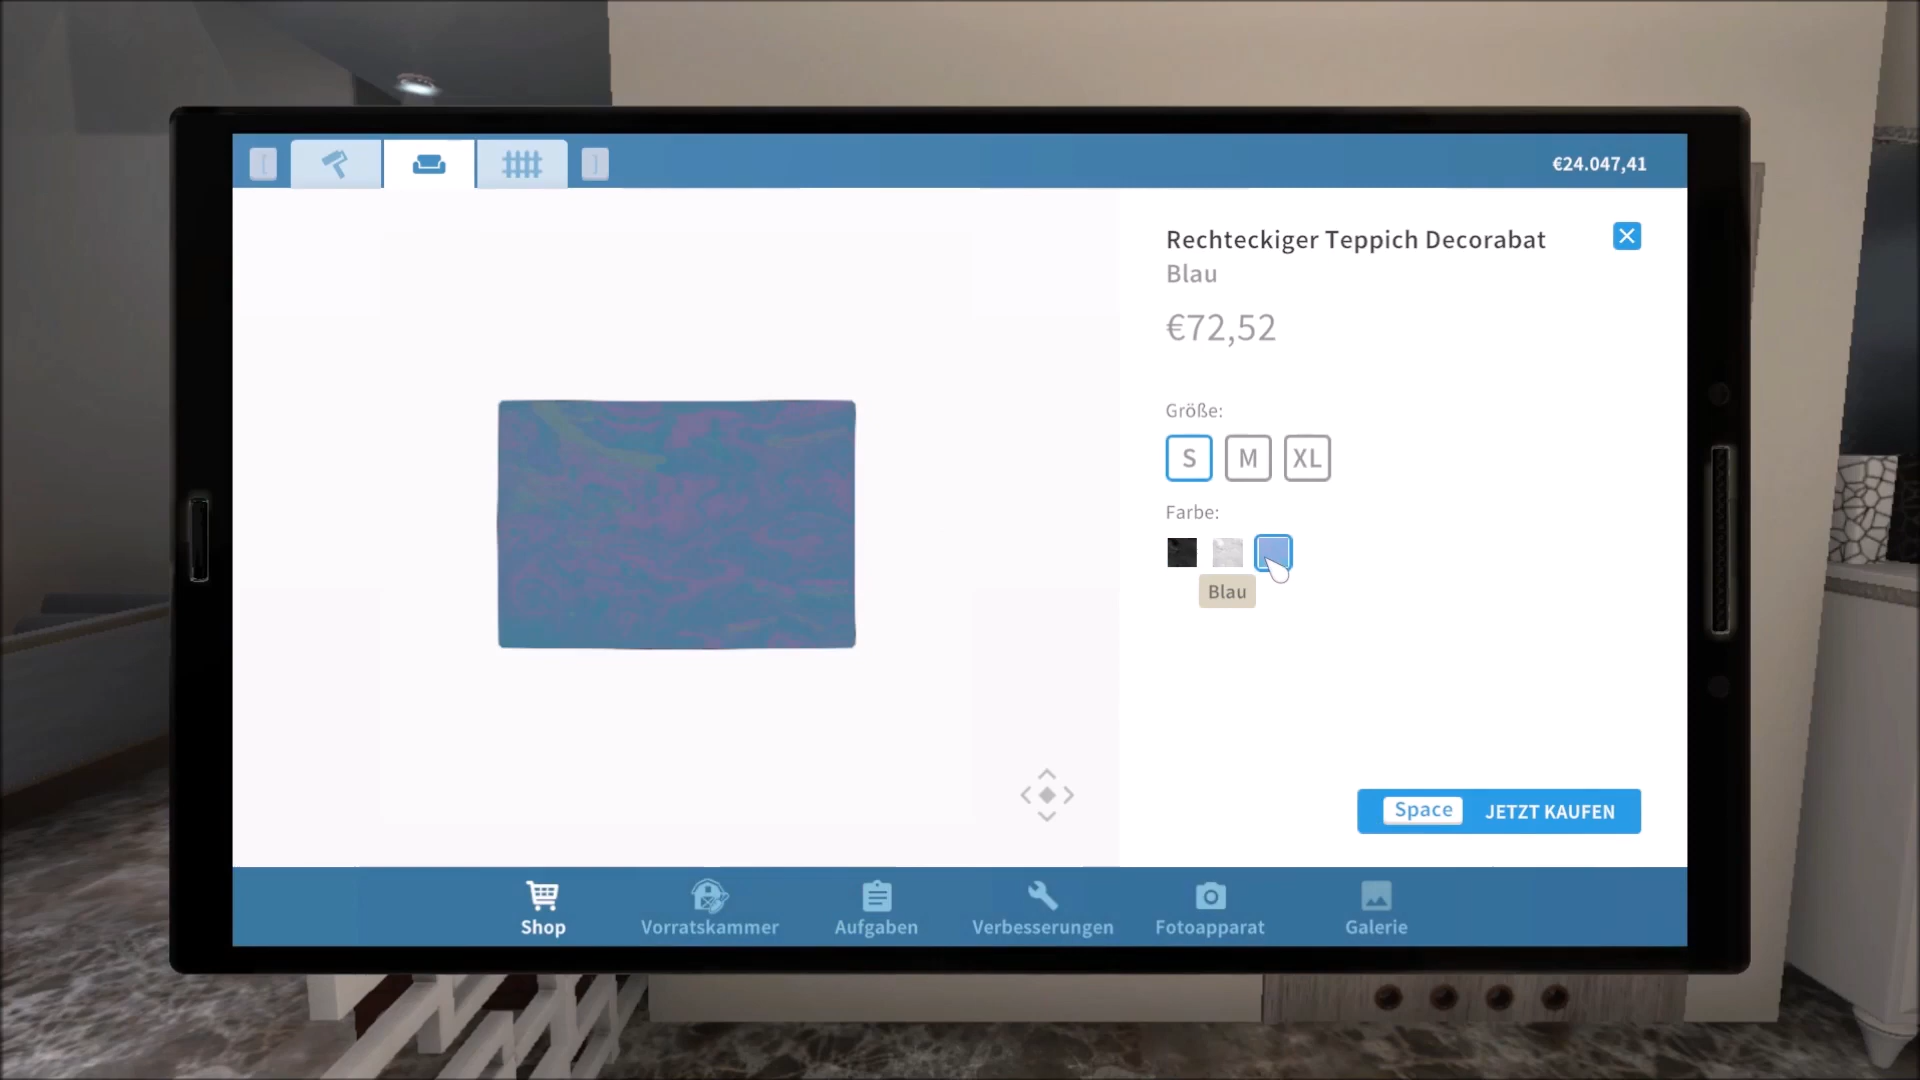 [
]
€24.047,41
Rechteckiger Teppich Decorabat
Blau
€72,52
Größe:
S M XL
Farbe:
Blau
Space JETZT KAUFEN
Shop Vorratskammer Aufgaben Verbesserungen Fotoapparat Galerie